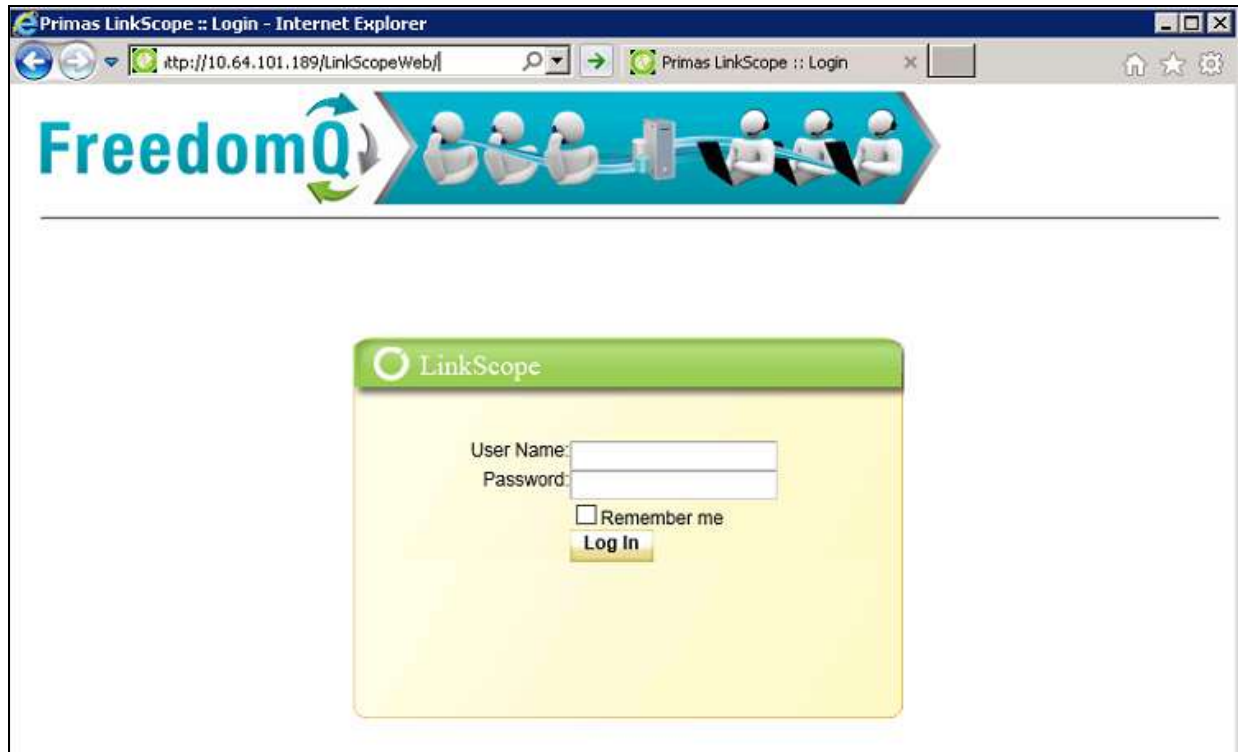 Primas LinkScope :: Login - Internet Explorer
ttp://10.64.101.189/LinkScopeWeb/
Primas LinkScope :: Login
FreedomQ
LinkScope
User Name:
Password:
Remember me
Log In